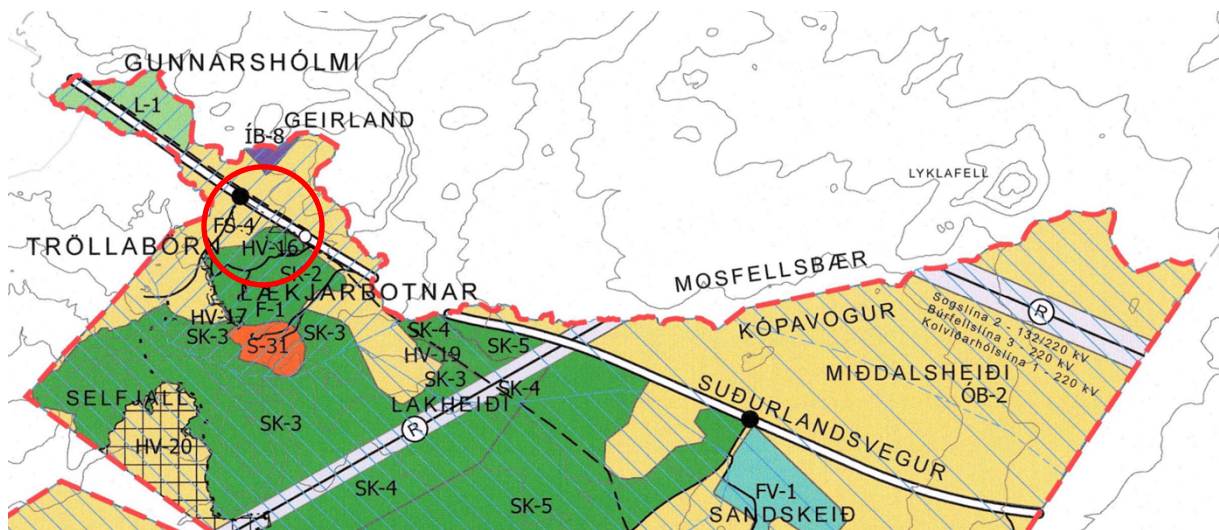 GUNNARSHÓLMI
L-1
GEIRLAND
ÍB-8
LYKLAFELL
FS-4
TRÖLLABÖRN
HV-16
SK-2
MOSFELLSBÆR
LÆKJARBOTNAR
F-1
HV-17
SK-3
SK-3
S-31
SK-4
SK-5
KÓPAVOGUR
R
Sogslína 2 - 132/220 kV
Búrfellslína 3 - 220 kV
Kolviðarhólslína 1 - 220 kV
HV-19
SK-3
SK-4
MIÐDALSHEIÐI
ÓB-2
SELFJALL
LAKHEIÐI
SUÐURLANDSVEGUR
SK-3
R
HV-20
SK-4
SK-5
FV-1
SANDSKEIÐ